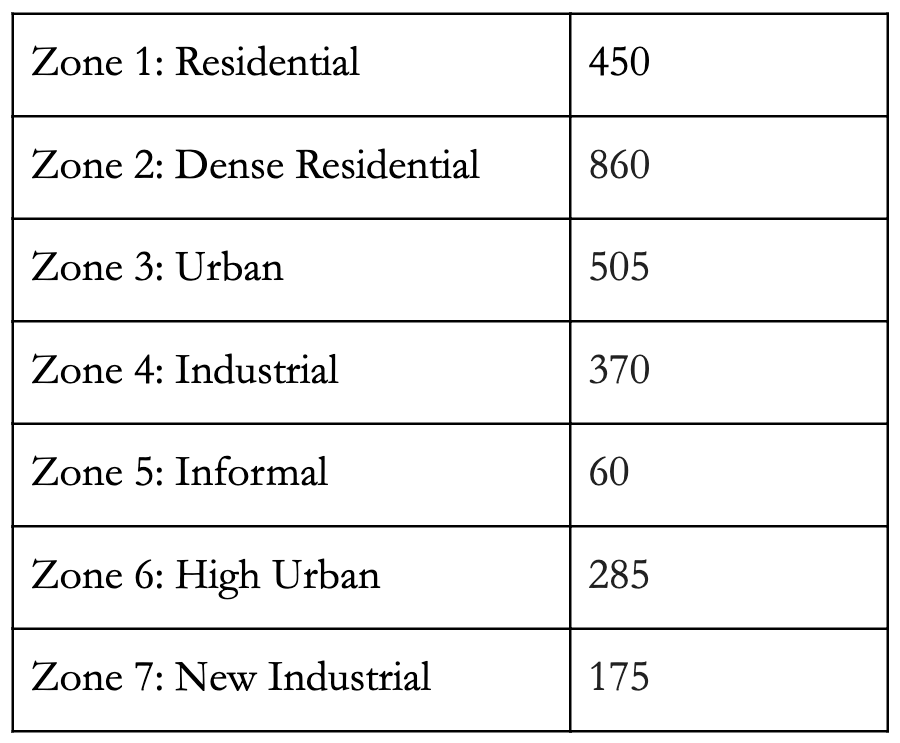 Zone 1: Residential 450
Zone 2: Dense Residential 860
Zone 3: Urban 505
Zone 4: Industrial 370
Zone 5: Informal 60
Zone 6: High Urban 285
Zone 7: New Industrial 175